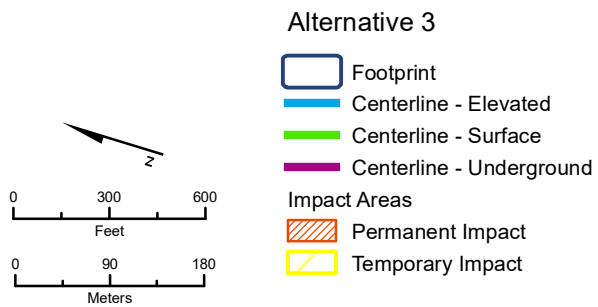 Alternative 3
Footprint
Centerline - Elevated
Centerline - Surface
Centerline - Underground
Impact Areas
Permanent Impact
Temporary Impact
N
0 300 600
Feet
0 90 180
Meters